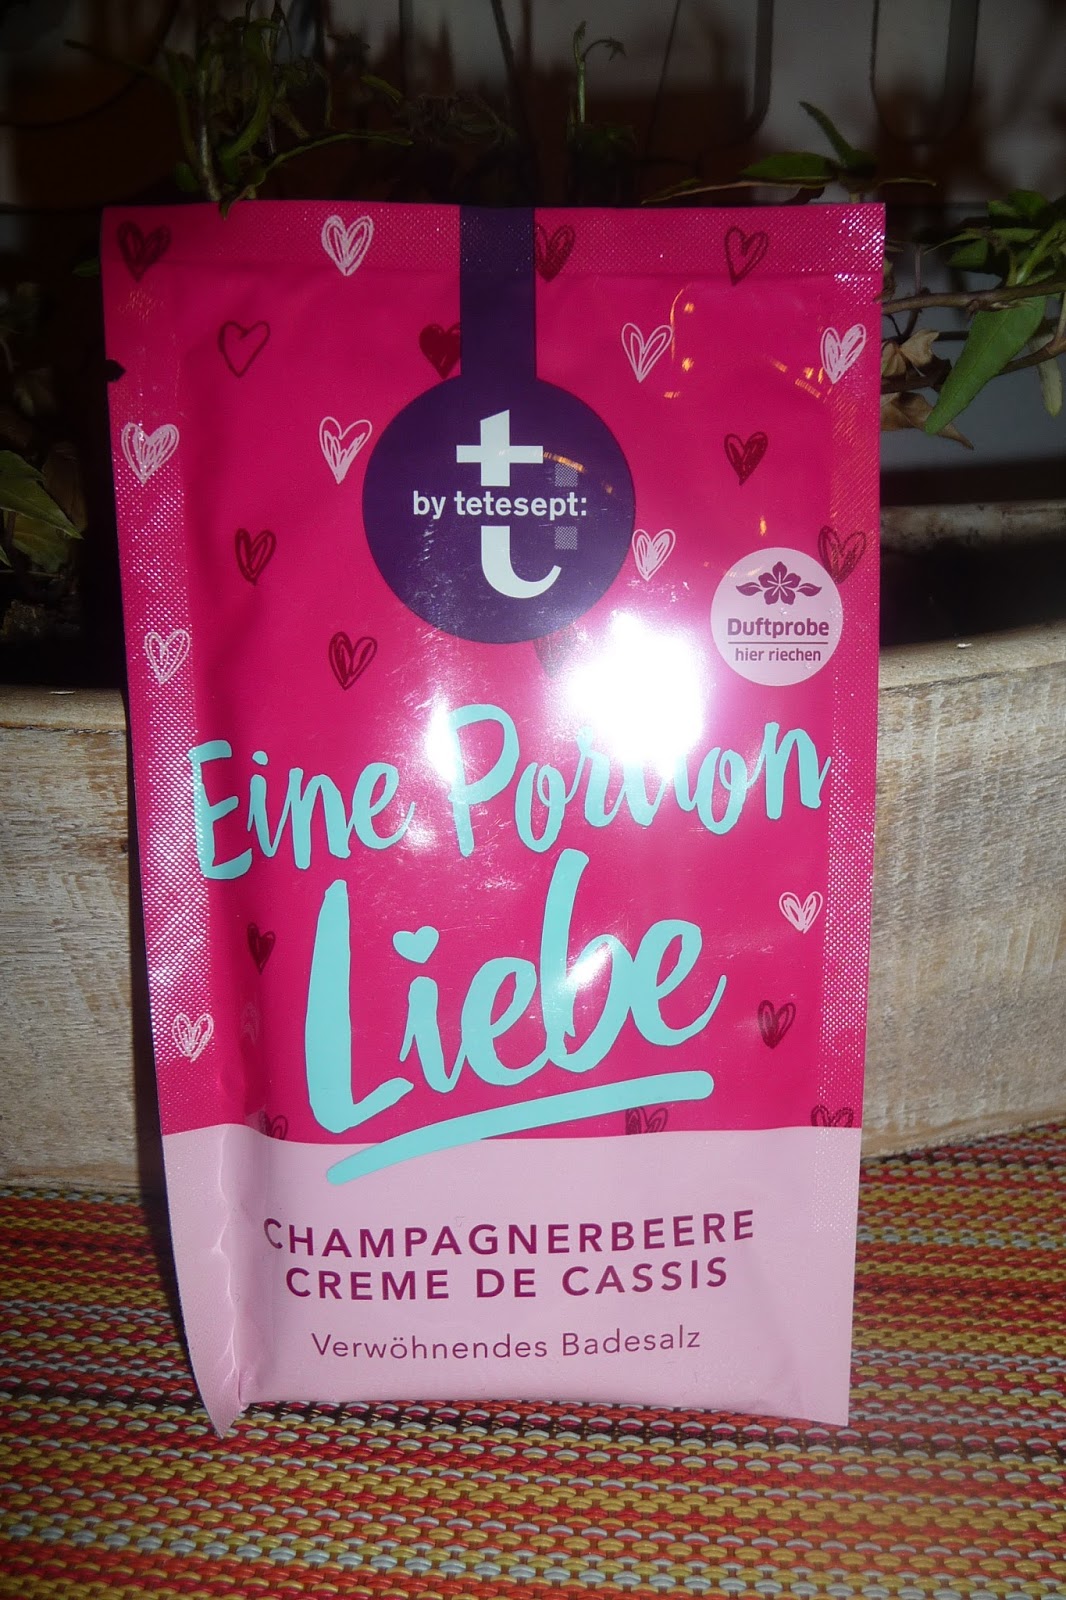 t
by tetesept:
Duftprobe
hier riechen
Eine Portion
Liebe
CHAMPAGNERBEERE
CREME DE CASSIS
Verwöhnendes Badesalz